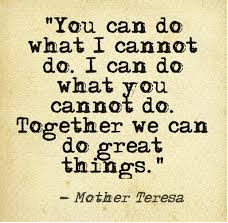 "You can do
what I cannot
do. I can do
what you
cannot do.
Together we can
do great
things."
– Mother Teresa